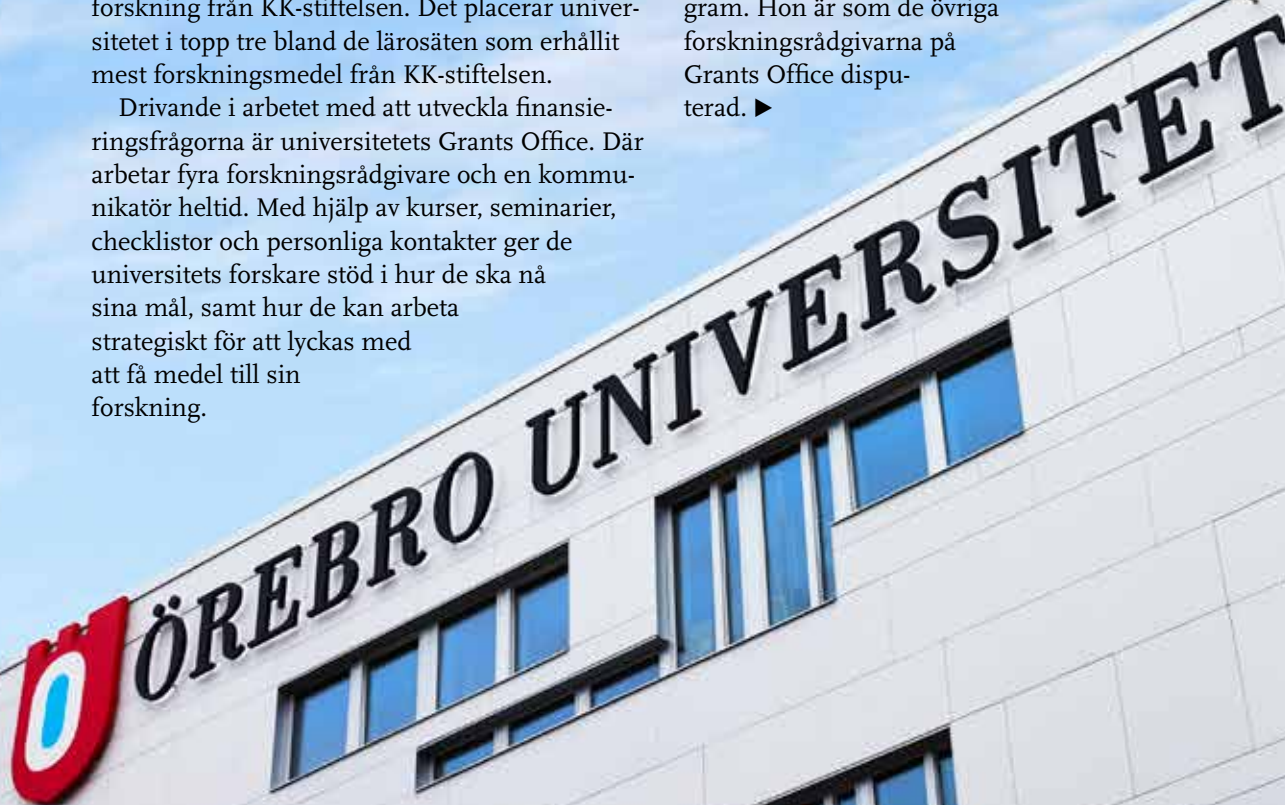 forskning från KK-stiftelsen. Det placerar univer-
sitetet i topp tre bland de lärosäten som erhållit
mest forskningsmedel från KK-stiftelsen.
Drivande i arbetet med att utveckla finansie-
ringsfrågorna är universitetets Grants Office. Där
arbetar fyra forskningsrådgivare och en kommu-
nikatör heltid. Med hjälp av kurser, seminarier,
checklistor och personliga kontakter ger de
universitets forskare stöd i hur de ska nå
sina mål, samt hur de kan arbeta
strategiskt för att lyckas med
att få medel till sin
forskning.
gram. Hon är som de övriga
forskningsrådgivarna på
Grants Office dispu-
terad. ▶
ÖREBRO UNIVERSITET